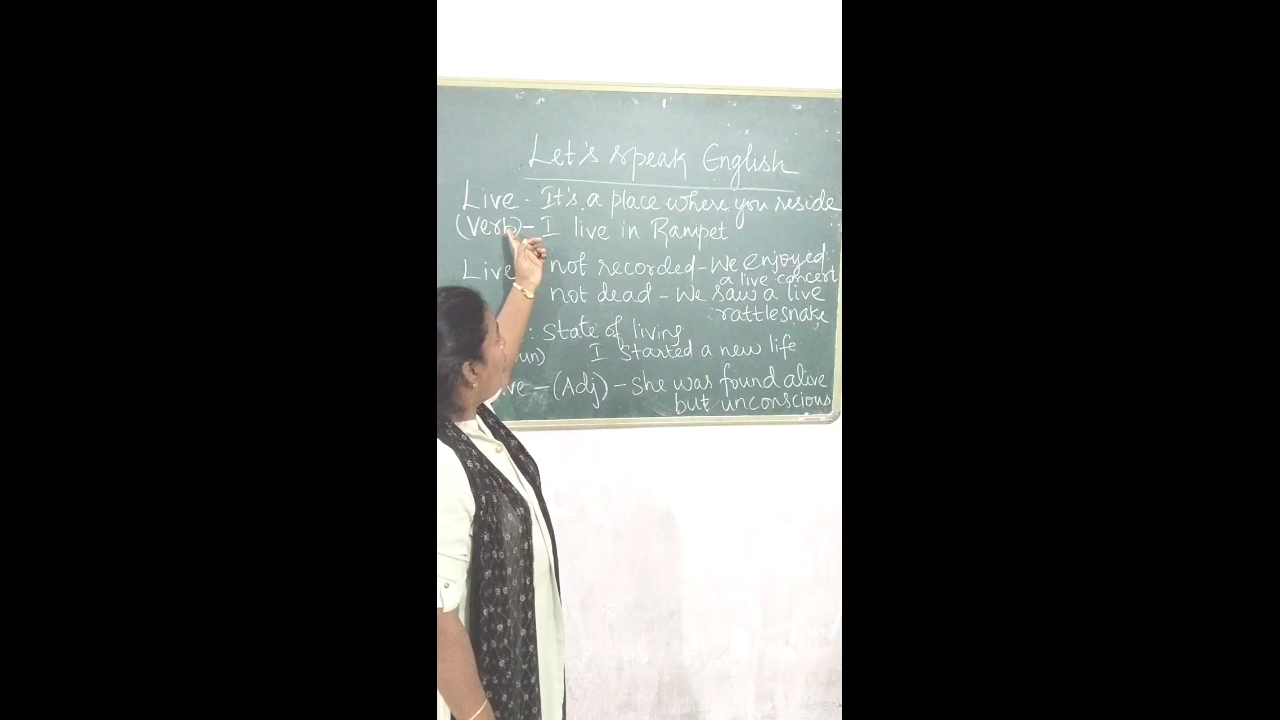 Let's speak English
Live - It's a place where you reside
(Verb) - I live in Rampet
Live not recorded - We enjoyed
a live concert
not dead - We saw a live
rattlesnake
: State of living
I started a new life
- (Adj) - She was found alive
but unconscious